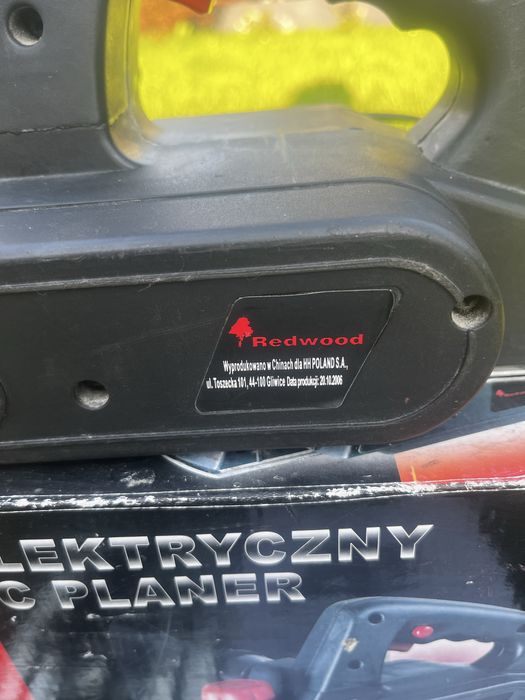 Redwood
Wyprodukowano w Chinach dla HH POLAND S.A.,
ul. Toszecka 101, 44-100 Gliwice Data produkcji: 20.10.2006
LEKTRYCZNY
C PLANER